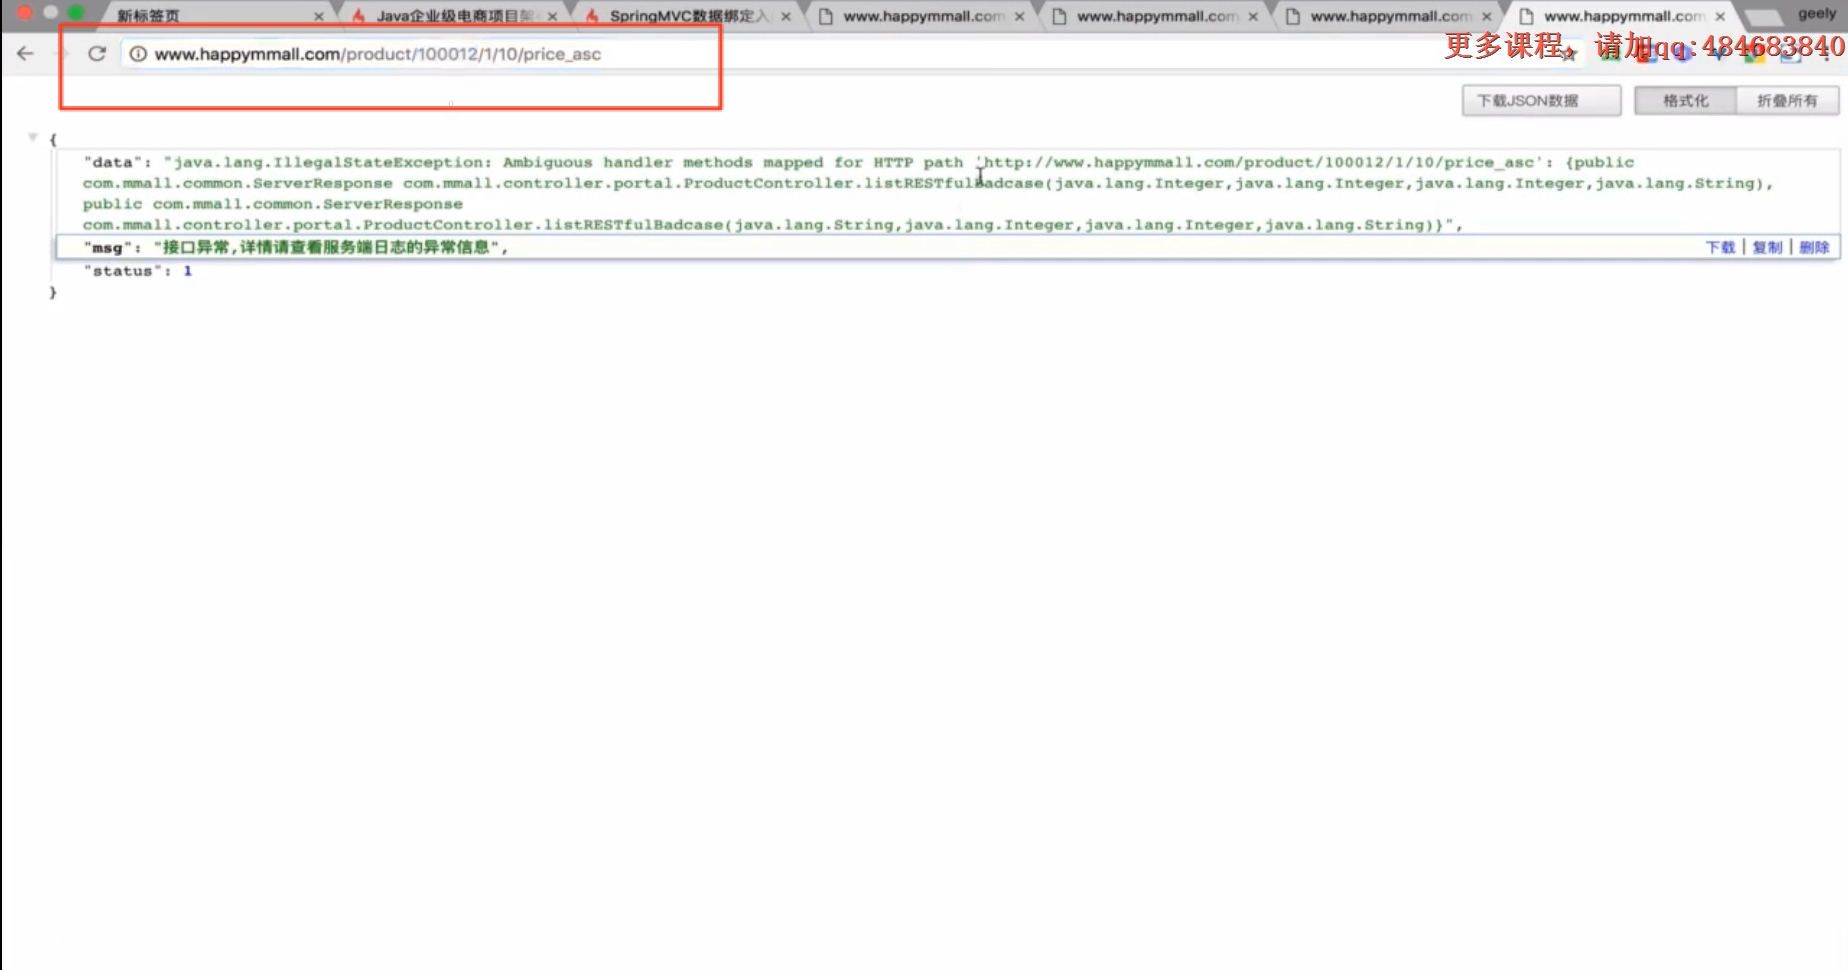 新标签页
Java企业级电商项目架
SpringMVC数据绑定入
www.happymmall.com
www.happymmall.com
www.happymmall.com
www.happymmall.com
geely
www.happymmall.com/product/100012/1/10/price_asc
更多课程，请加qq:484683840
下载JSON数据
格式化
折叠所有
{
"data": "java.lang.IllegalStateException: Ambiguous handler methods mapped for HTTP path 'http://www.happymmall.com/product/100012/1/10/price_asc': {public
com.mmall.common.ServerResponse com.mmall.controller.portal.ProductController.listRESTfulBadcase(java.lang.Integer,java.lang.Integer,java.lang.Integer,java.lang.String),
public com.mmall.common.ServerResponse
com.mmall.controller.portal.ProductController.listRESTfulBadcase(java.lang.String,java.lang.Integer,java.lang.Integer,java.lang.String)}",
"msg": "接口异常,详情请查看服务端日志的异常信息",
下载 | 复制 | 删除
"status": 1
}